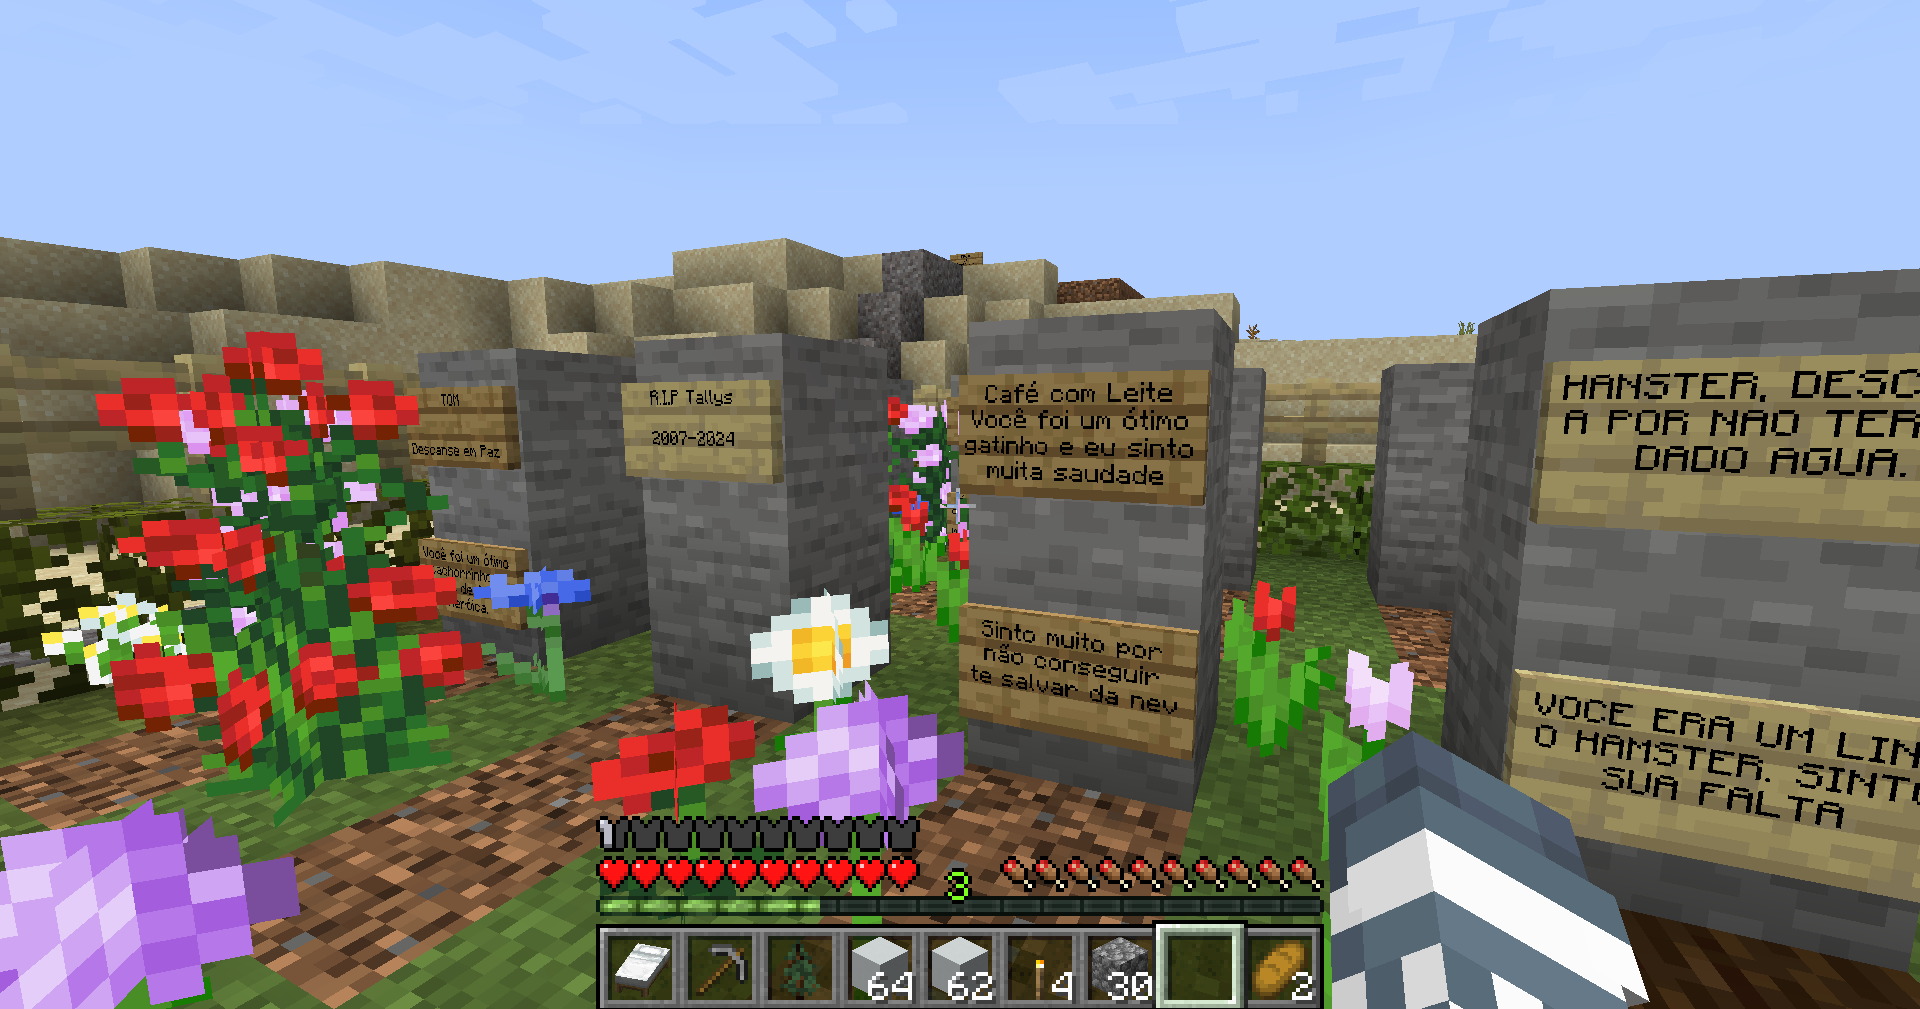 TOM
Descanse em Paz
Você foi um ótimo
R.I.P Tallys
2007-2024
Café com Leite
Você foi um ótimo
gatinho e eu sinto
muita saudade
Sinto muito por
não conseguir
te salvar da nev
HANSTER, DESC
A POR NAO TER
DADO AGUA.
VOCE ERA UM LIN
O HAMSTER. SINTO
SUA FALTA
3
64
62
4
30
2